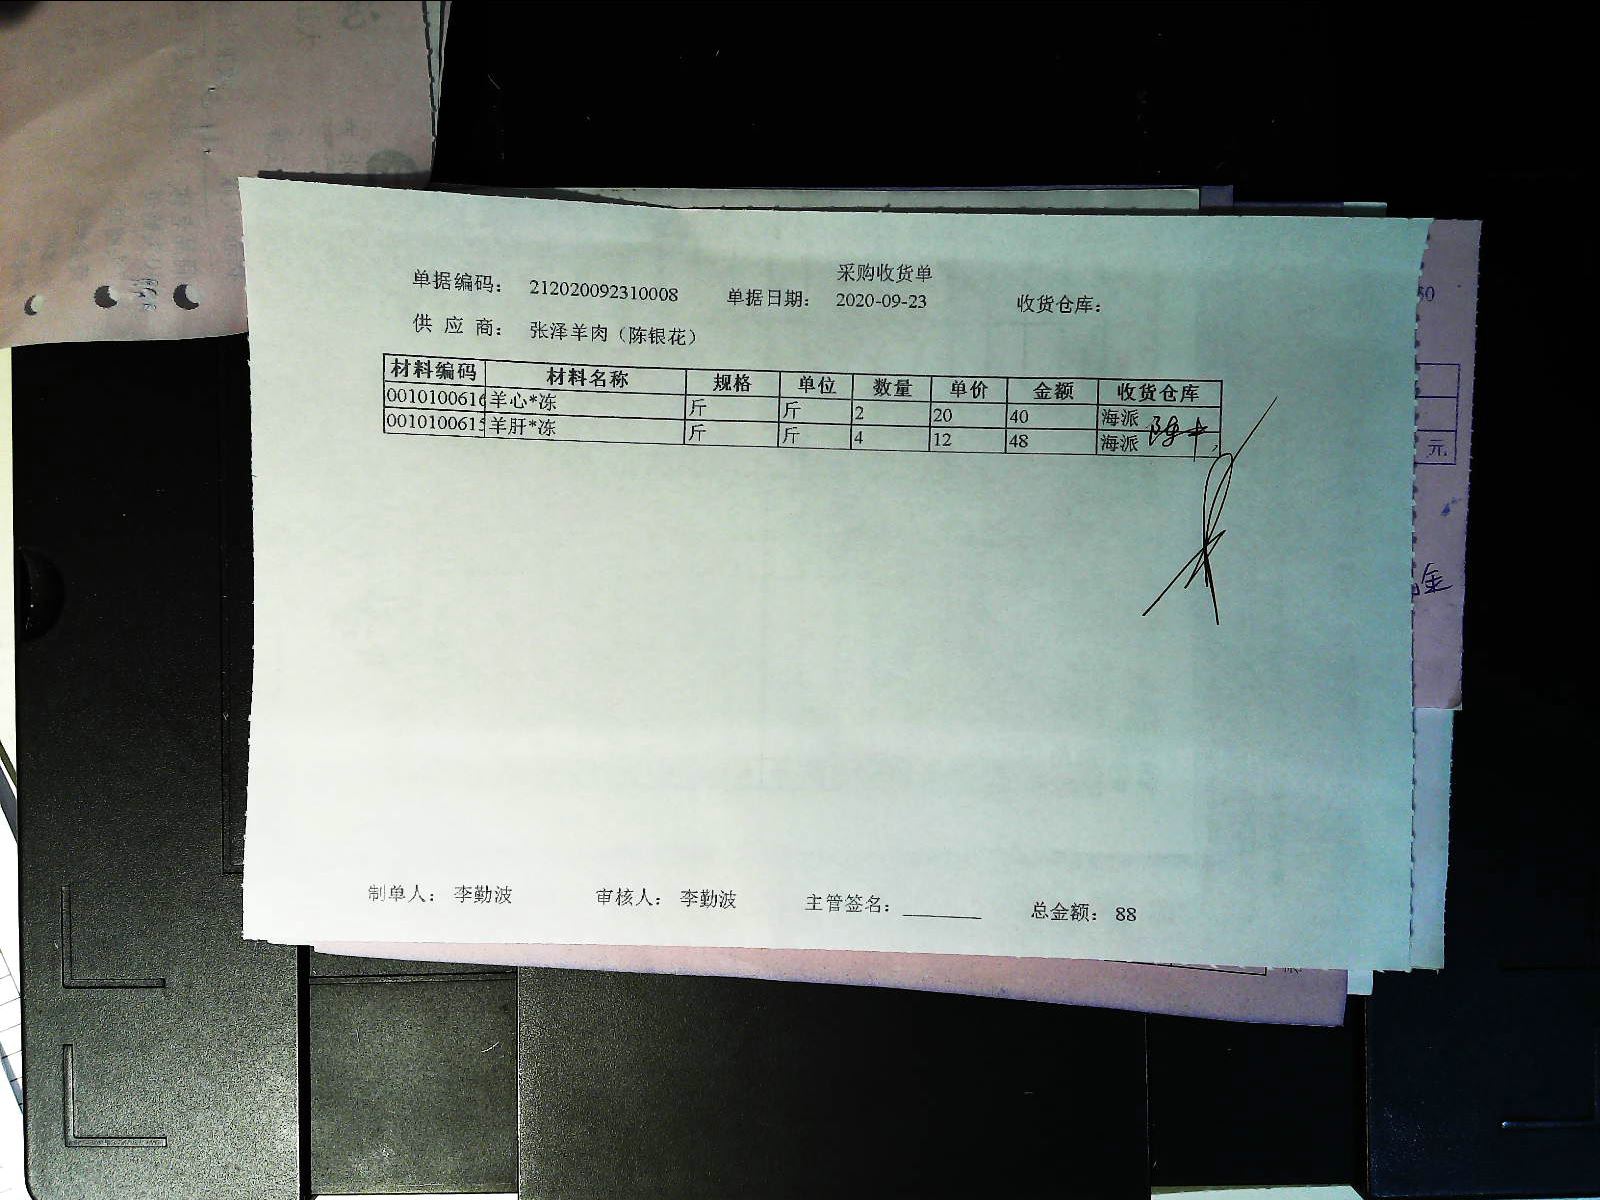 采购收货单
单据编码： 212020092310008 单据日期： 2020-09-23 收货仓库：
供 应 商： 张泽羊肉（陈银花）
材料编码 材料名称 规格 单位 数量 单价 金额 收货仓库
0010100616 羊心*冻 斤 斤 2 20 40 海派
0010100615 羊肝*冻 斤 斤 4 12 48 海派
元
制单人： 李勤波 审核人： 李勤波 主管签名：________ 总金额： 88